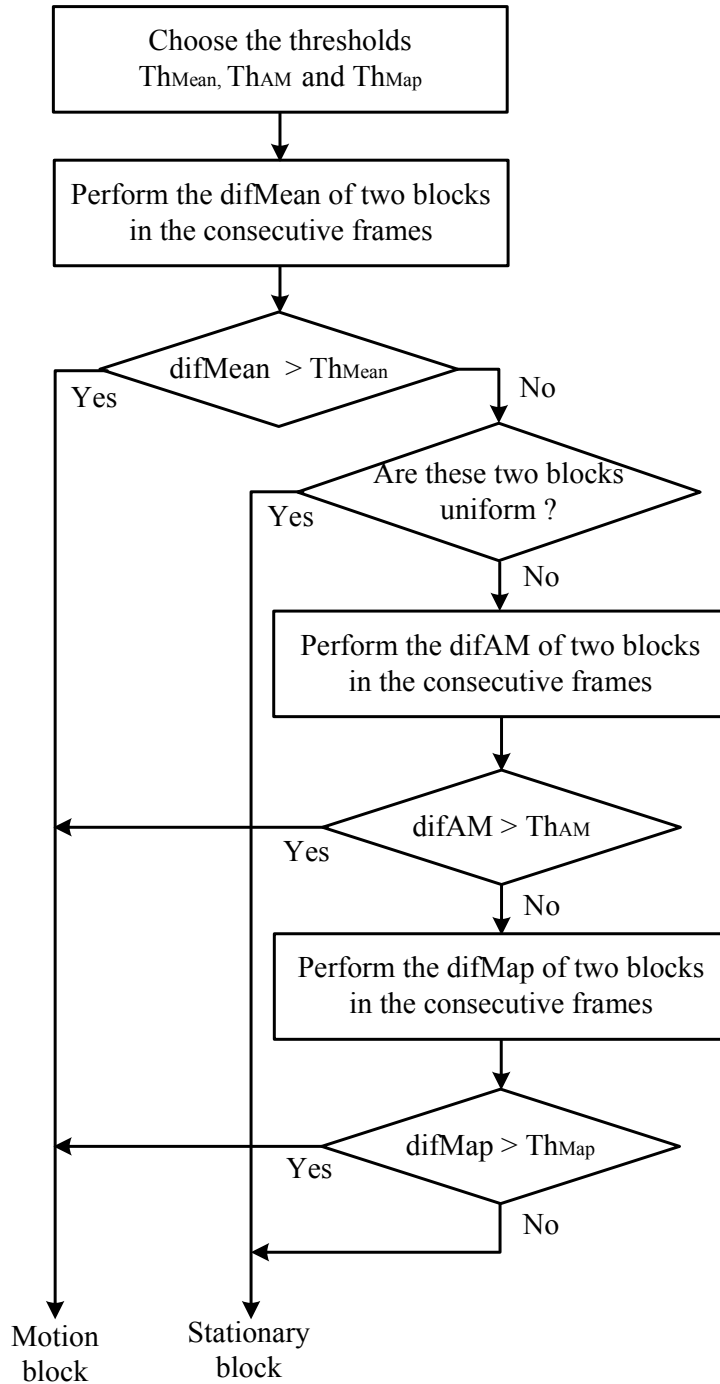 Choose the thresholds
ThMean, ThAM and ThMap
Perform the difMean of two blocks
in the consecutive frames
difMean > ThMean
Yes
No
Are these two blocks
uniform ?
Yes
No
Perform the difAM of two blocks
in the consecutive frames
difAM > ThAM
Yes
No
Perform the difMap of two blocks
in the consecutive frames
difMap > ThMap
Yes
No
Motion
block
Stationary
block